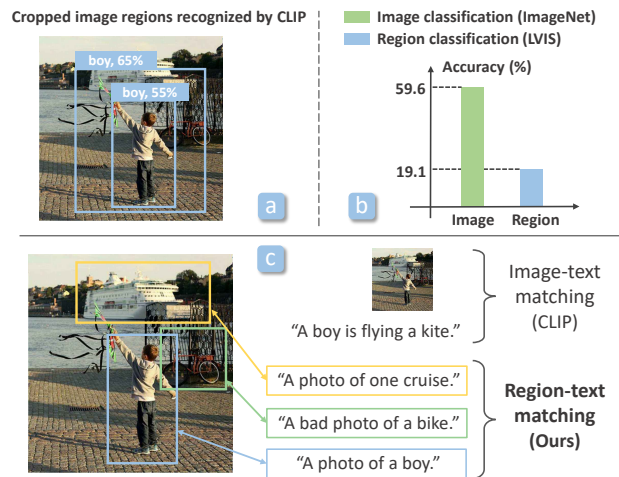 Cropped image regions recognized by CLIP
boy, 65%
boy, 55%
a
Image classification (ImageNet)
Region classification (LVIS)
Accuracy (%)
59.6
19.1
Image Region
b
c
“A boy is flying a kite.”
Image-text
matching
(CLIP)
“A photo of one cruise.”
“A bad photo of a bike.”
“A photo of a boy.”
Region-text
matching
(Ours)